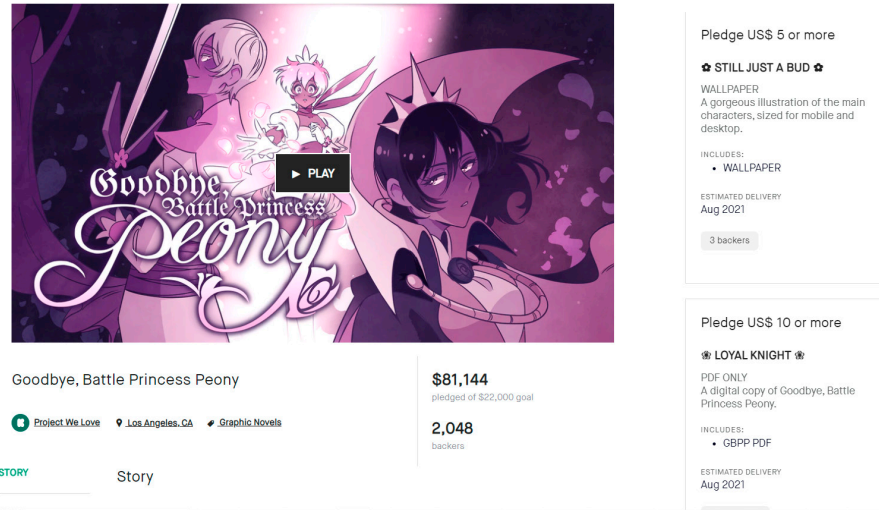 Goodbye,
Battle Princess
Peony
▶ PLAY
Goodbye, Battle Princess Peony
Project We Love
Los Angeles, CA
Graphic Novels
$81,144
pledged of $22,000 goal
2,048
backers
STORY
Story
Pledge US$ 5 or more
✿ STILL JUST A BUD ✿
WALLPAPER
A gorgeous illustration of the main
characters, sized for mobile and
desktop.
INCLUDES:
• WALLPAPER
ESTIMATED DELIVERY
Aug 2021
3 backers
Pledge US$ 10 or more
❀ LOYAL KNIGHT ❀
PDF ONLY
A digital copy of Goodbye, Battle
Princess Peony.
INCLUDES:
• GBPP PDF
ESTIMATED DELIVERY
Aug 2021